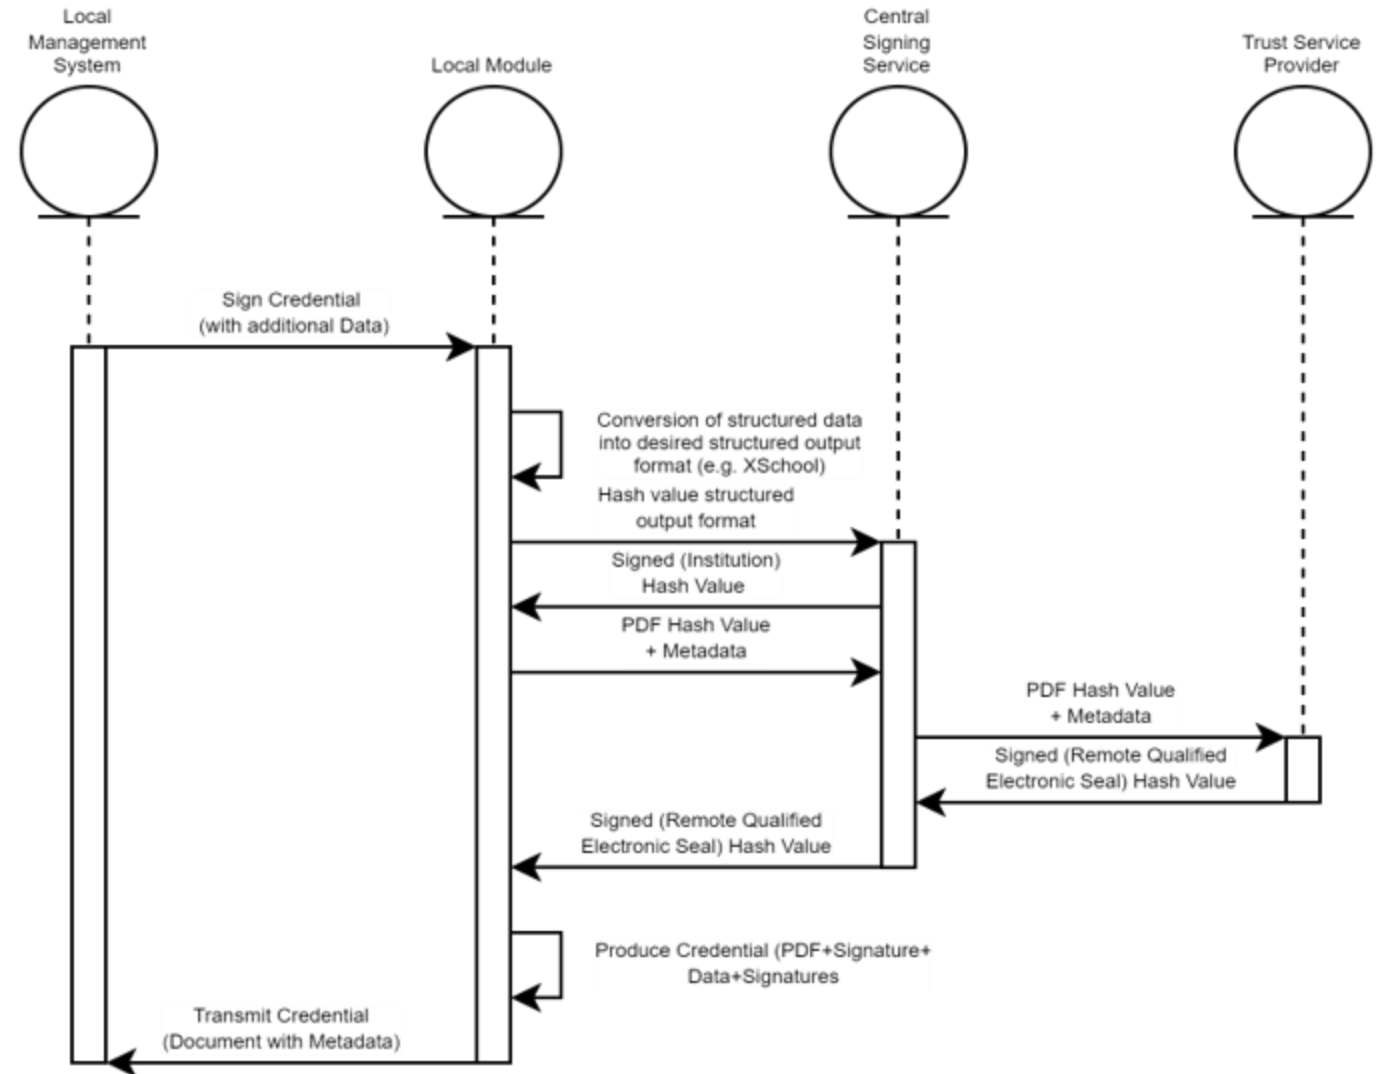 Local
Management
System
Local Module
Central
Signing
Service
Trust Service
Provider
Sign Credential
(with additional Data)
Conversion of structured data
into desired structured output
format (e.g. XSchool)
Hash value structured
output format
Signed (Institution)
Hash Value
PDF Hash Value
+ Metadata
PDF Hash Value
+ Metadata
Signed (Remote Qualified
Electronic Seal) Hash Value
Signed (Remote Qualified
Electronic Seal) Hash Value
Produce Credential (PDF+Signature+
Data+Signatures
Transmit Credential
(Document with Metadata)